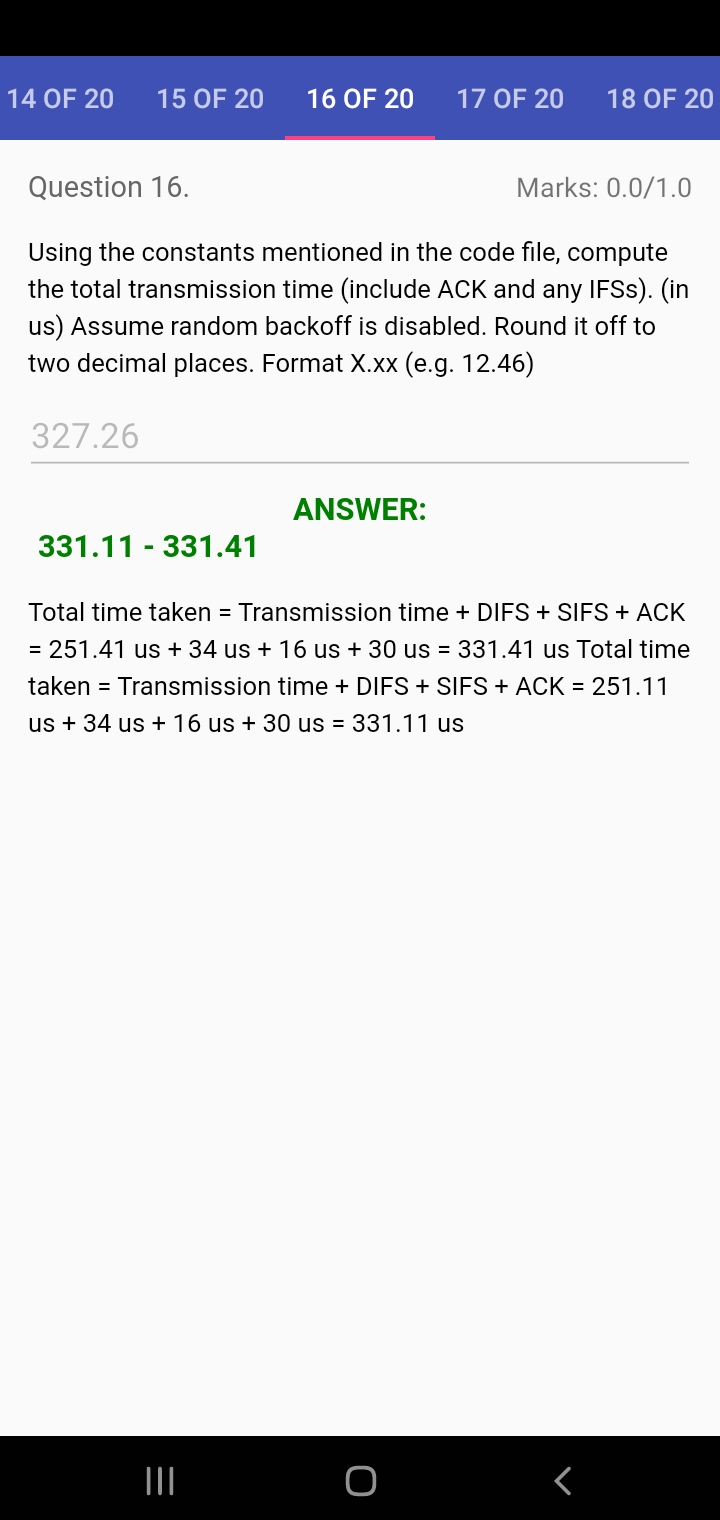 14 OF 20 15 OF 20 16 OF 20 17 OF 20 18 OF 20
Question 16. Marks: 0.0/1.0
Using the constants mentioned in the code file, compute
the total transmission time (include ACK and any IFSs). (in
us) Assume random backoff is disabled. Round it off to
two decimal places. Format X.xx (e.g. 12.46)
327.26
ANSWER:
331.11 - 331.41
Total time taken = Transmission time + DIFS + SIFS + ACK
= 251.41 us + 34 us + 16 us + 30 us = 331.41 us Total time
taken = Transmission time + DIFS + SIFS + ACK = 251.11
us + 34 us + 16 us + 30 us = 331.11 us